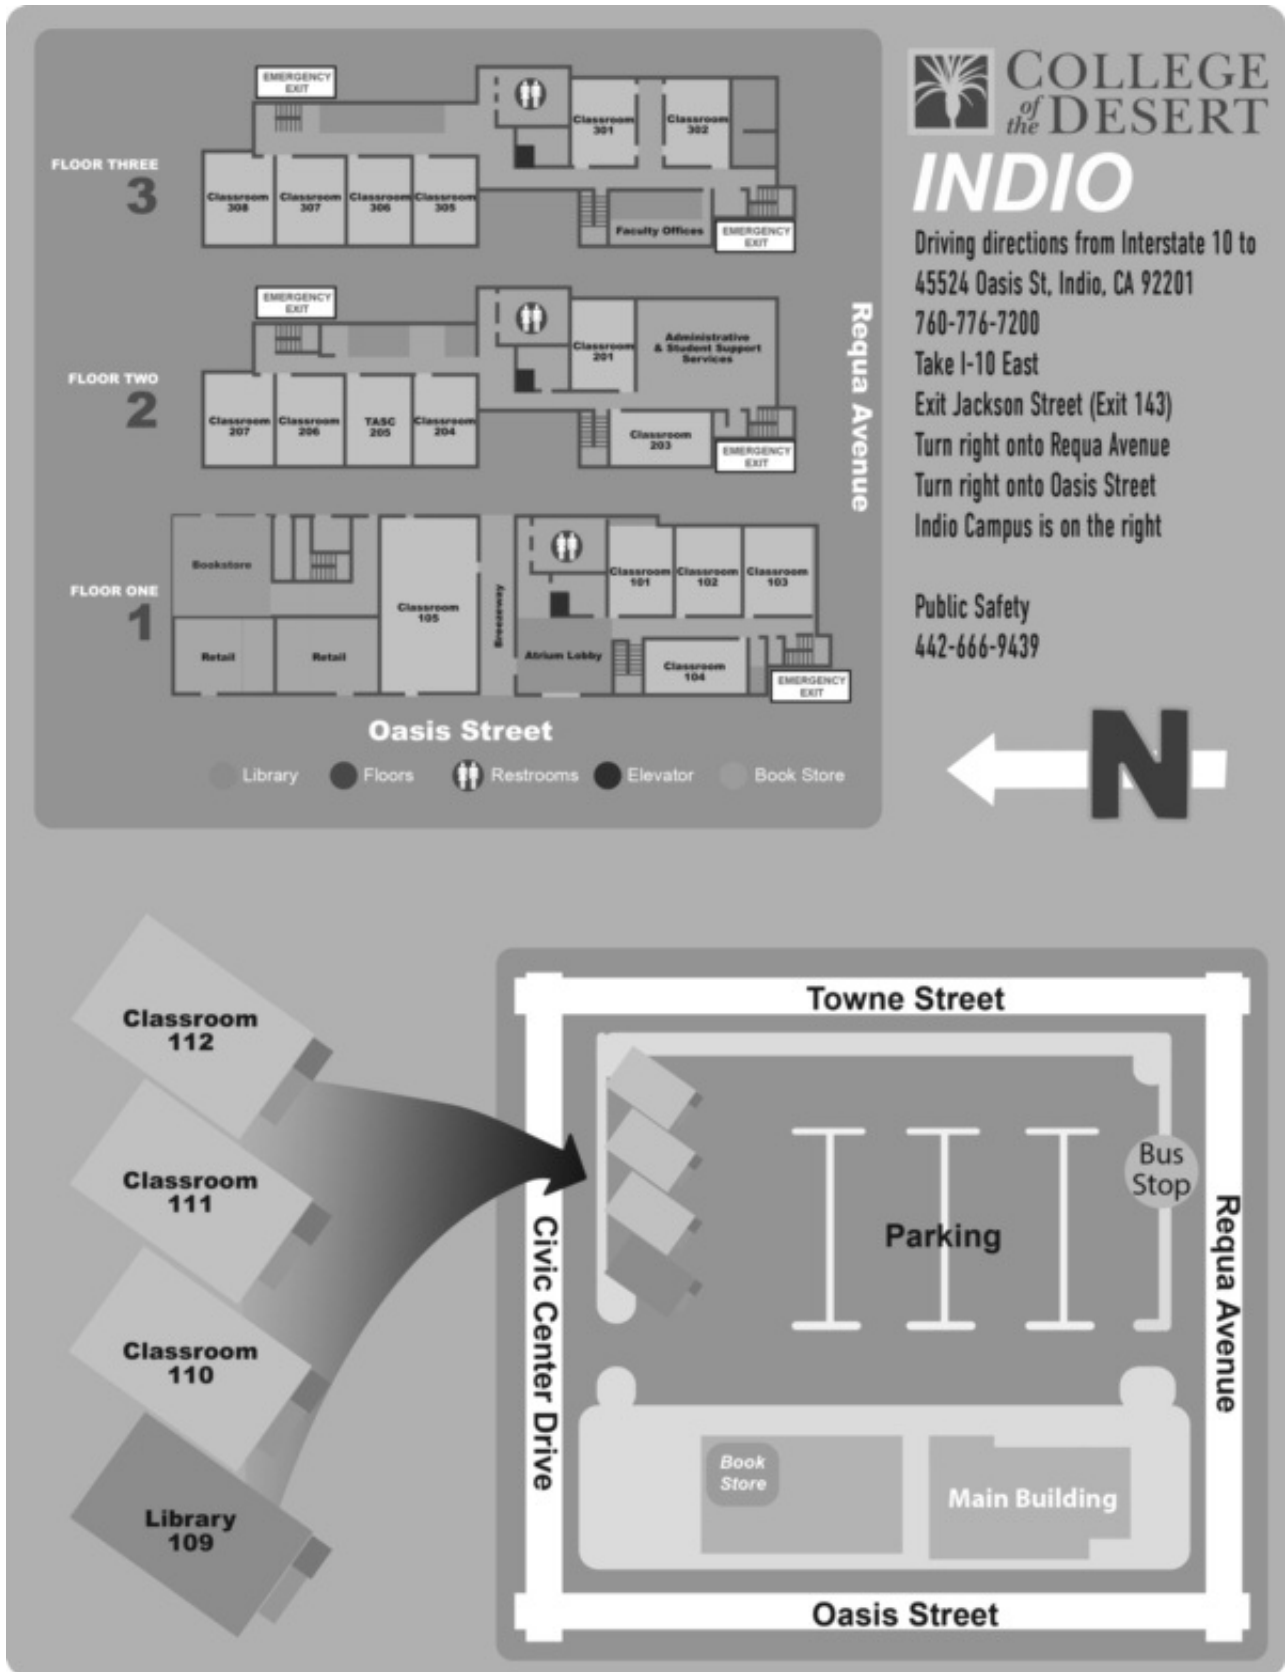 COLLEGE
of the DESERT
INDIO
Driving directions from Interstate 10 to
45524 Oasis St, Indio, CA 92201
760-776-7200
Take I-10 East
Exit Jackson Street (Exit 143)
Turn right onto Requa Avenue
Turn right onto Oasis Street
Indio Campus is on the right
Public Safety
442-666-9439
N
FLOOR THREE
3
EMERGENCY
EXIT
Classroom
301
Classroom
302
Classroom
308
Classroom
307
Classroom
306
Classroom
305
Faculty Offices
EMERGENCY
EXIT
FLOOR TWO
2
EMERGENCY
EXIT
Classroom
201
Administrative
& Student Support
Services
Classroom
207
Classroom
206
TASC
205
Classroom
204
Classroom
203
EMERGENCY
EXIT
Requa Avenue
FLOOR ONE
1
Bookstore
Retail
Retail
Classroom
105
Breezeway
Classroom
101
Classroom
102
Classroom
103
Atrium Lobby
Classroom
104
EMERGENCY
EXIT
Oasis Street
Library
Floors
Restrooms
Elevator
Book Store
Classroom
112
Classroom
111
Classroom
110
Library
109
Towne Street
Civic Center Drive
Parking
Bus
Stop
Requa Avenue
Book
Store
Main Building
Oasis Street